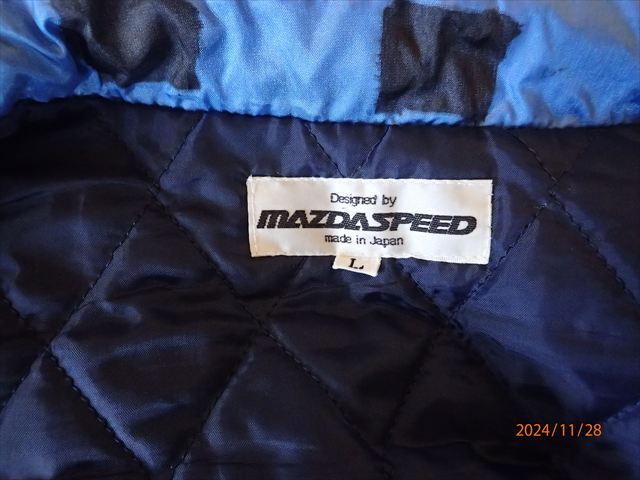 Designed by
MAZDASPEED
made in Japan
L
2024/11/28